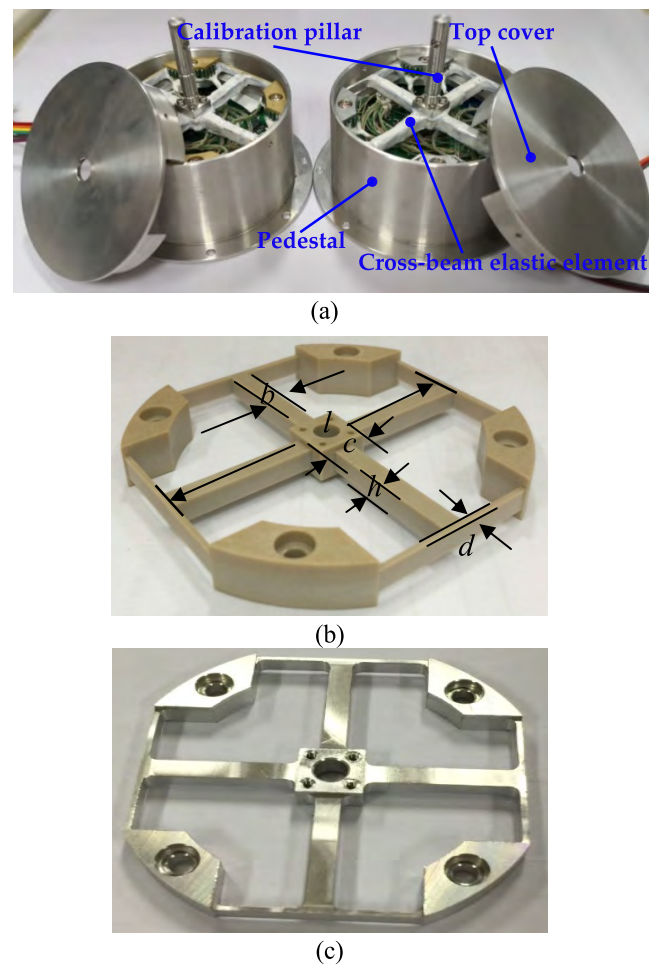 Calibration pillar
Top cover
Pedestal
Cross-beam elastic element
(a)
b
l
c
h
d
(b)
(c)